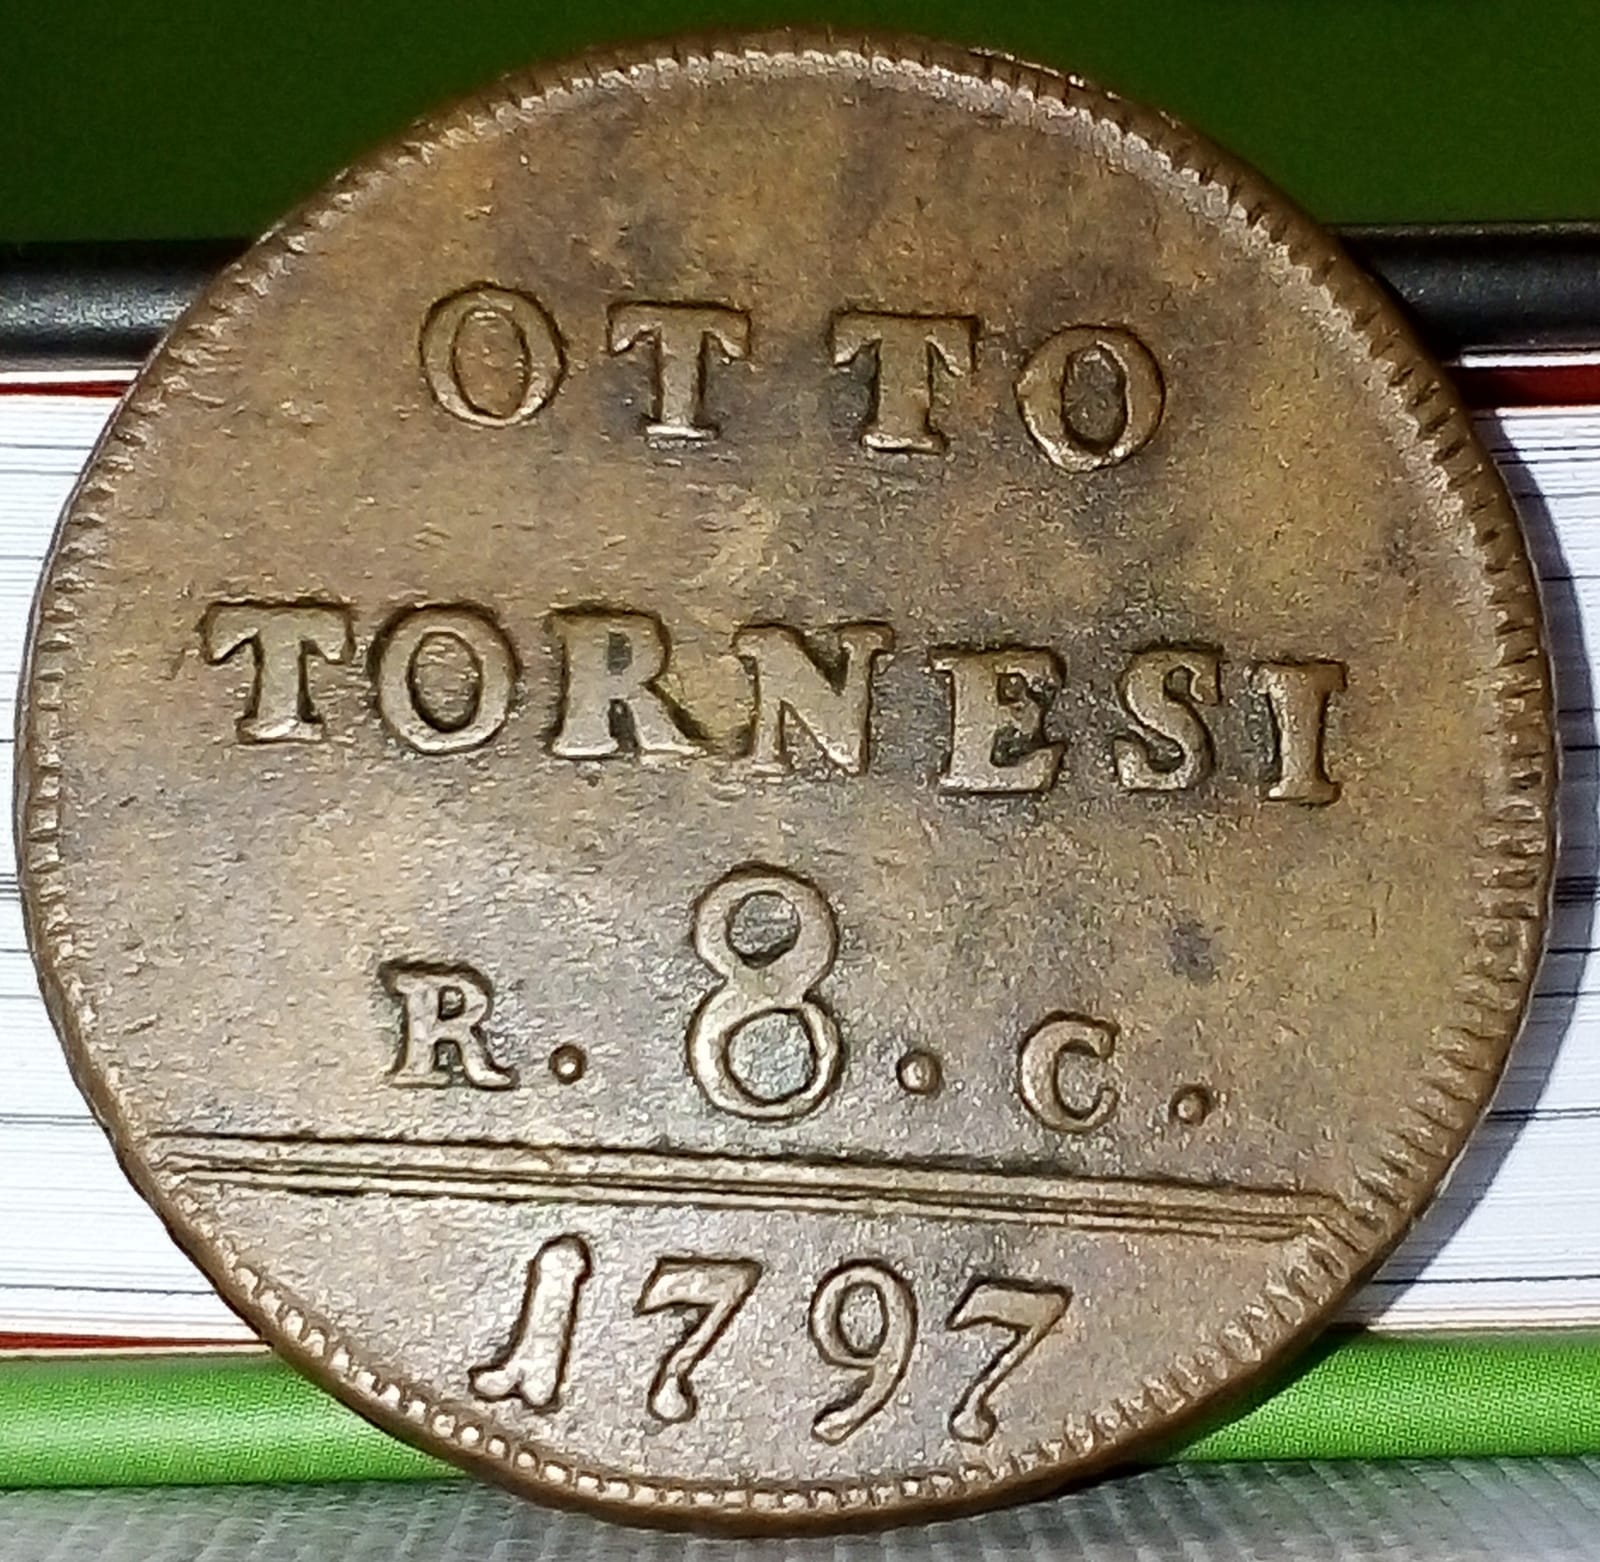 OTTO
TORNESI
R. 8. C.
1797